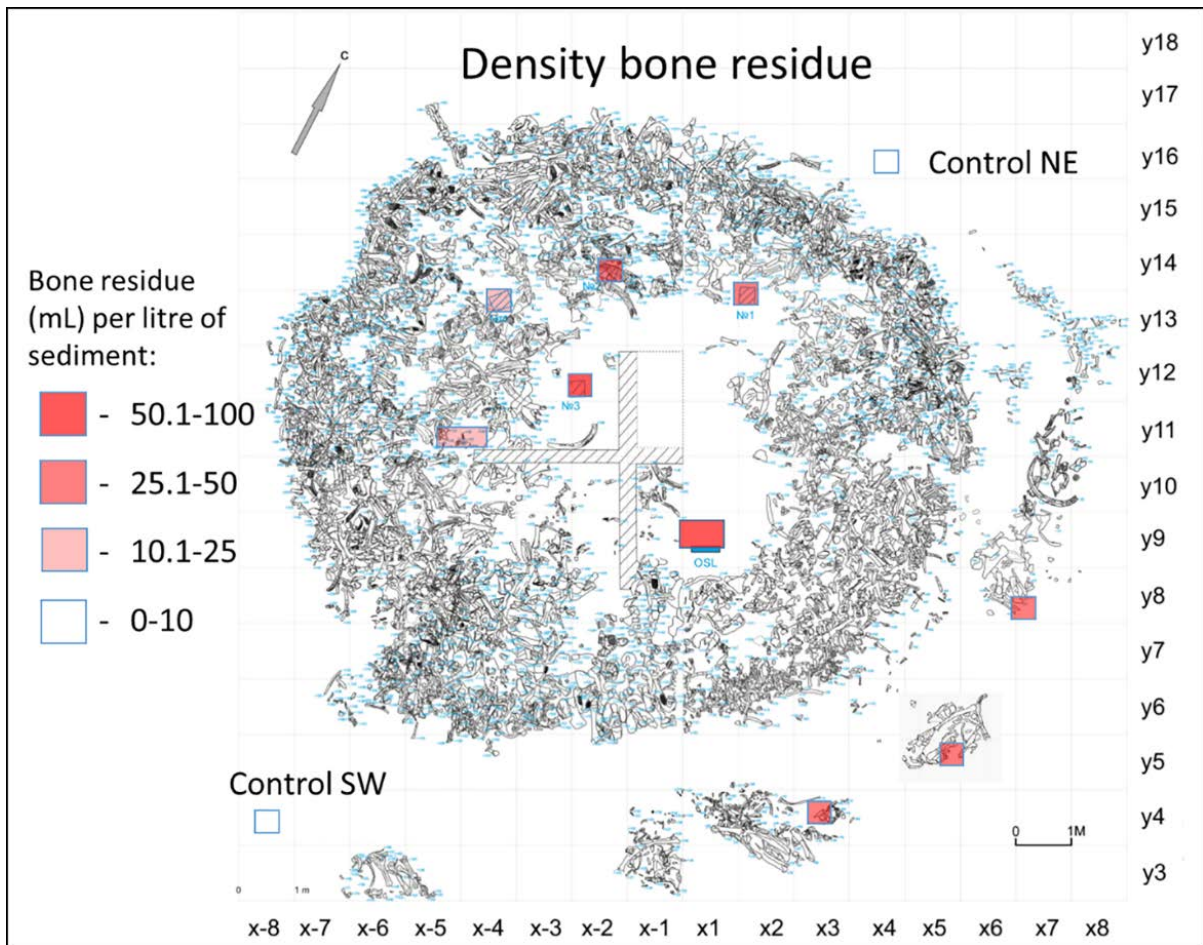 Density bone residue
C
y18
y17
y16
y15
y14
y13
y12
y11
y10
y9
y8
y7
y6
y5
y4
y3
Control NE
Bone residue
(mL) per litre of
sediment:
- 50.1-100
- 25.1-50
- 10.1-25
- 0-10
№1
№3
OSL
Control SW
0 1M
0 1 m
x-8 x-7 x-6 x-5 x-4 x-3 x-2 x-1 x1 x2 x3 x4 x5 x6 x7 x8